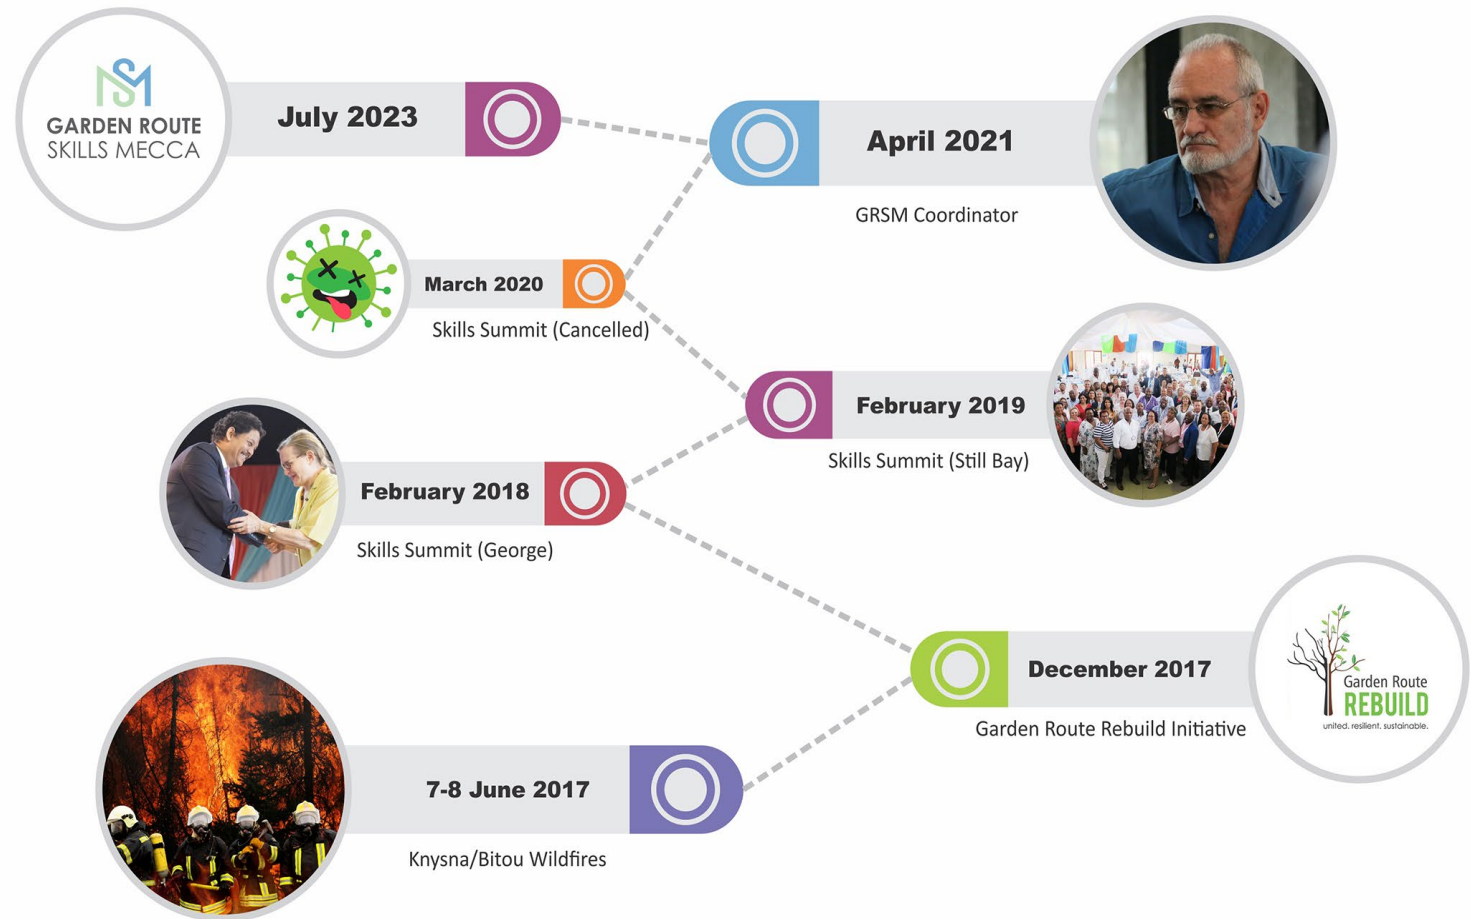 GARDEN ROUTE
SKILLS MECCA
July 2023
April 2021
GRSM Coordinator
March 2020
Skills Summit (Cancelled)
February 2019
Skills Summit (Still Bay)
February 2018
Skills Summit (George)
December 2017
Garden Route Rebuild Initiative
Garden Route
REBUILD
united. resilient. sustainable.
7-8 June 2017
Knysna/Bitou Wildfires